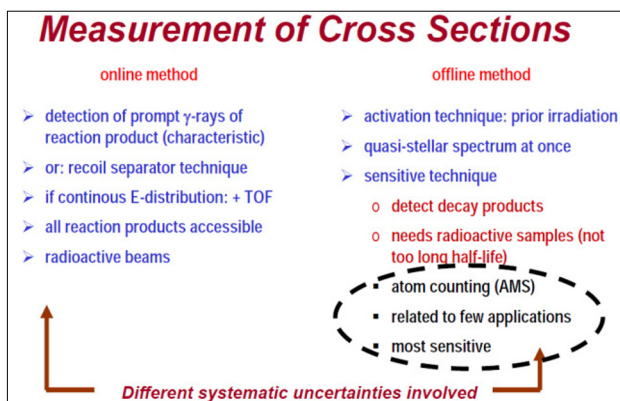 Measurement of Cross Sections
online method
➢ detection of prompt γ-rays of
reaction product (characteristic)
➢ or: recoil separator technique
➢ if continous E-distribution: + TOF
➢ all reaction products accessible
➢ radioactive beams
offline method
➢ activation technique: prior irradiation
➢ quasi-stellar spectrum at once
➢ sensitive technique
o detect decay products
o needs radioactive samples (not
too long half-life)
▪ atom counting (AMS)
▪ related to few applications
▪ most sensitive
Different systematic uncertainties involved